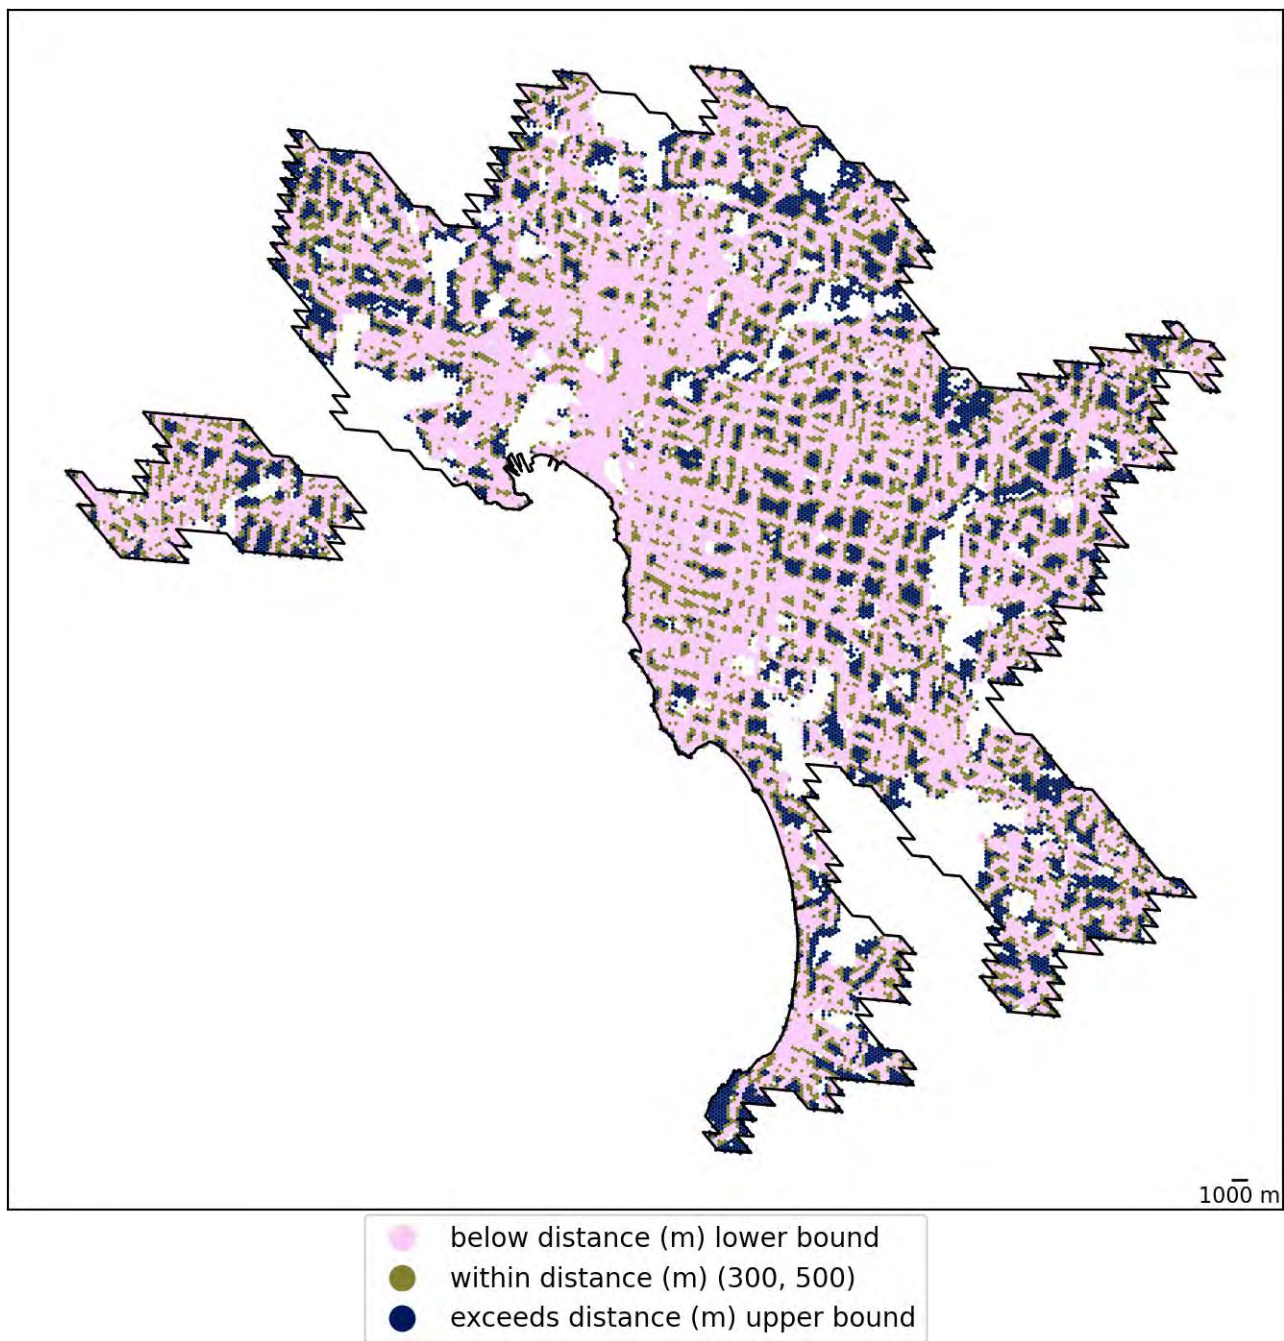 1000 m
below distance (m) lower bound
within distance (m) (300, 500)
exceeds distance (m) upper bound